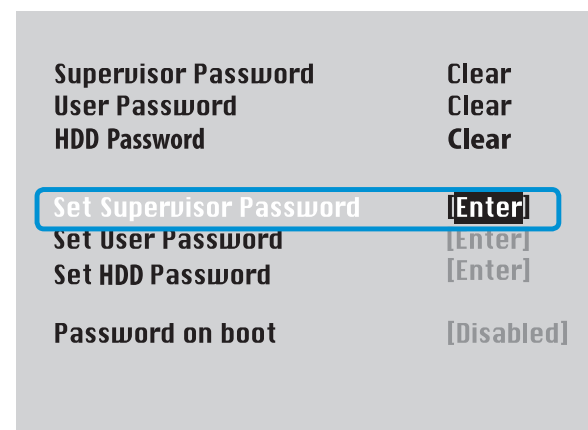 Supervisor Password Clear
User Password Clear
HDD Password Clear
Set Supervisor Password [Enter]
Set User Password [Enter]
Set HDD Password [Enter]
Password on boot [Disabled]